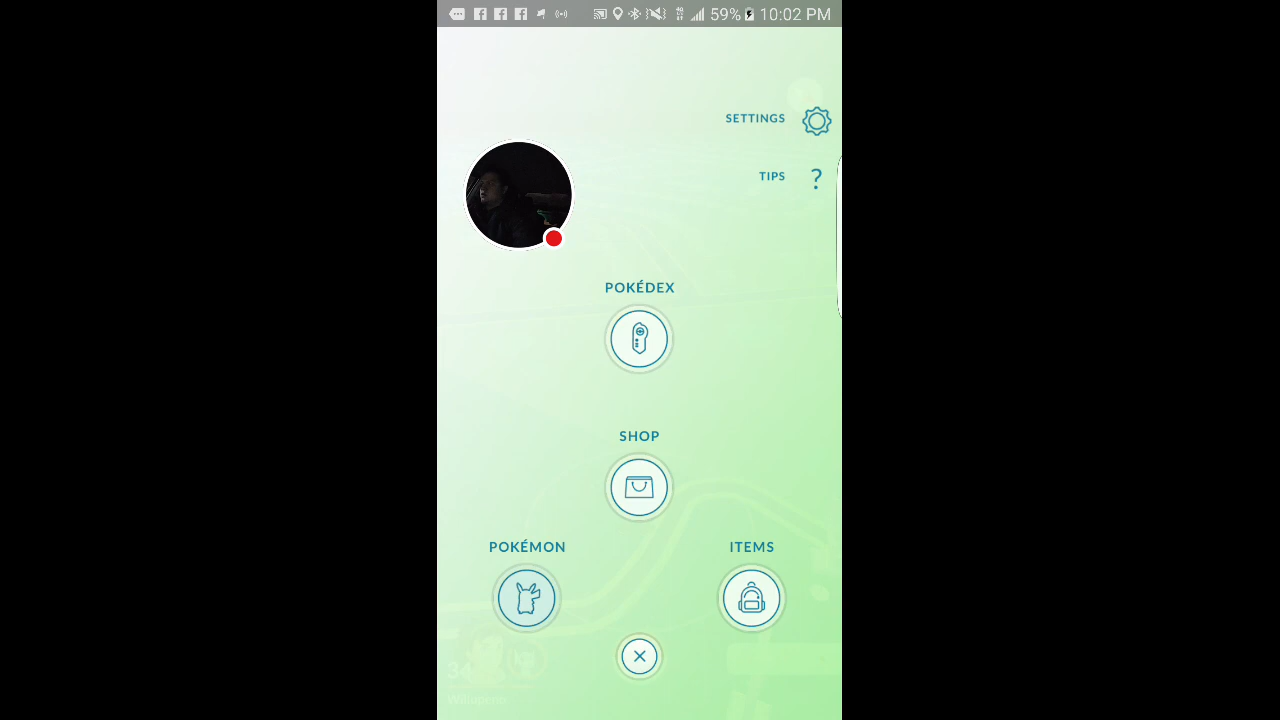 59% 10:02 PM
SETTINGS
TIPS ?
POKÉDEX
SHOP
POKÉMON
ITEMS